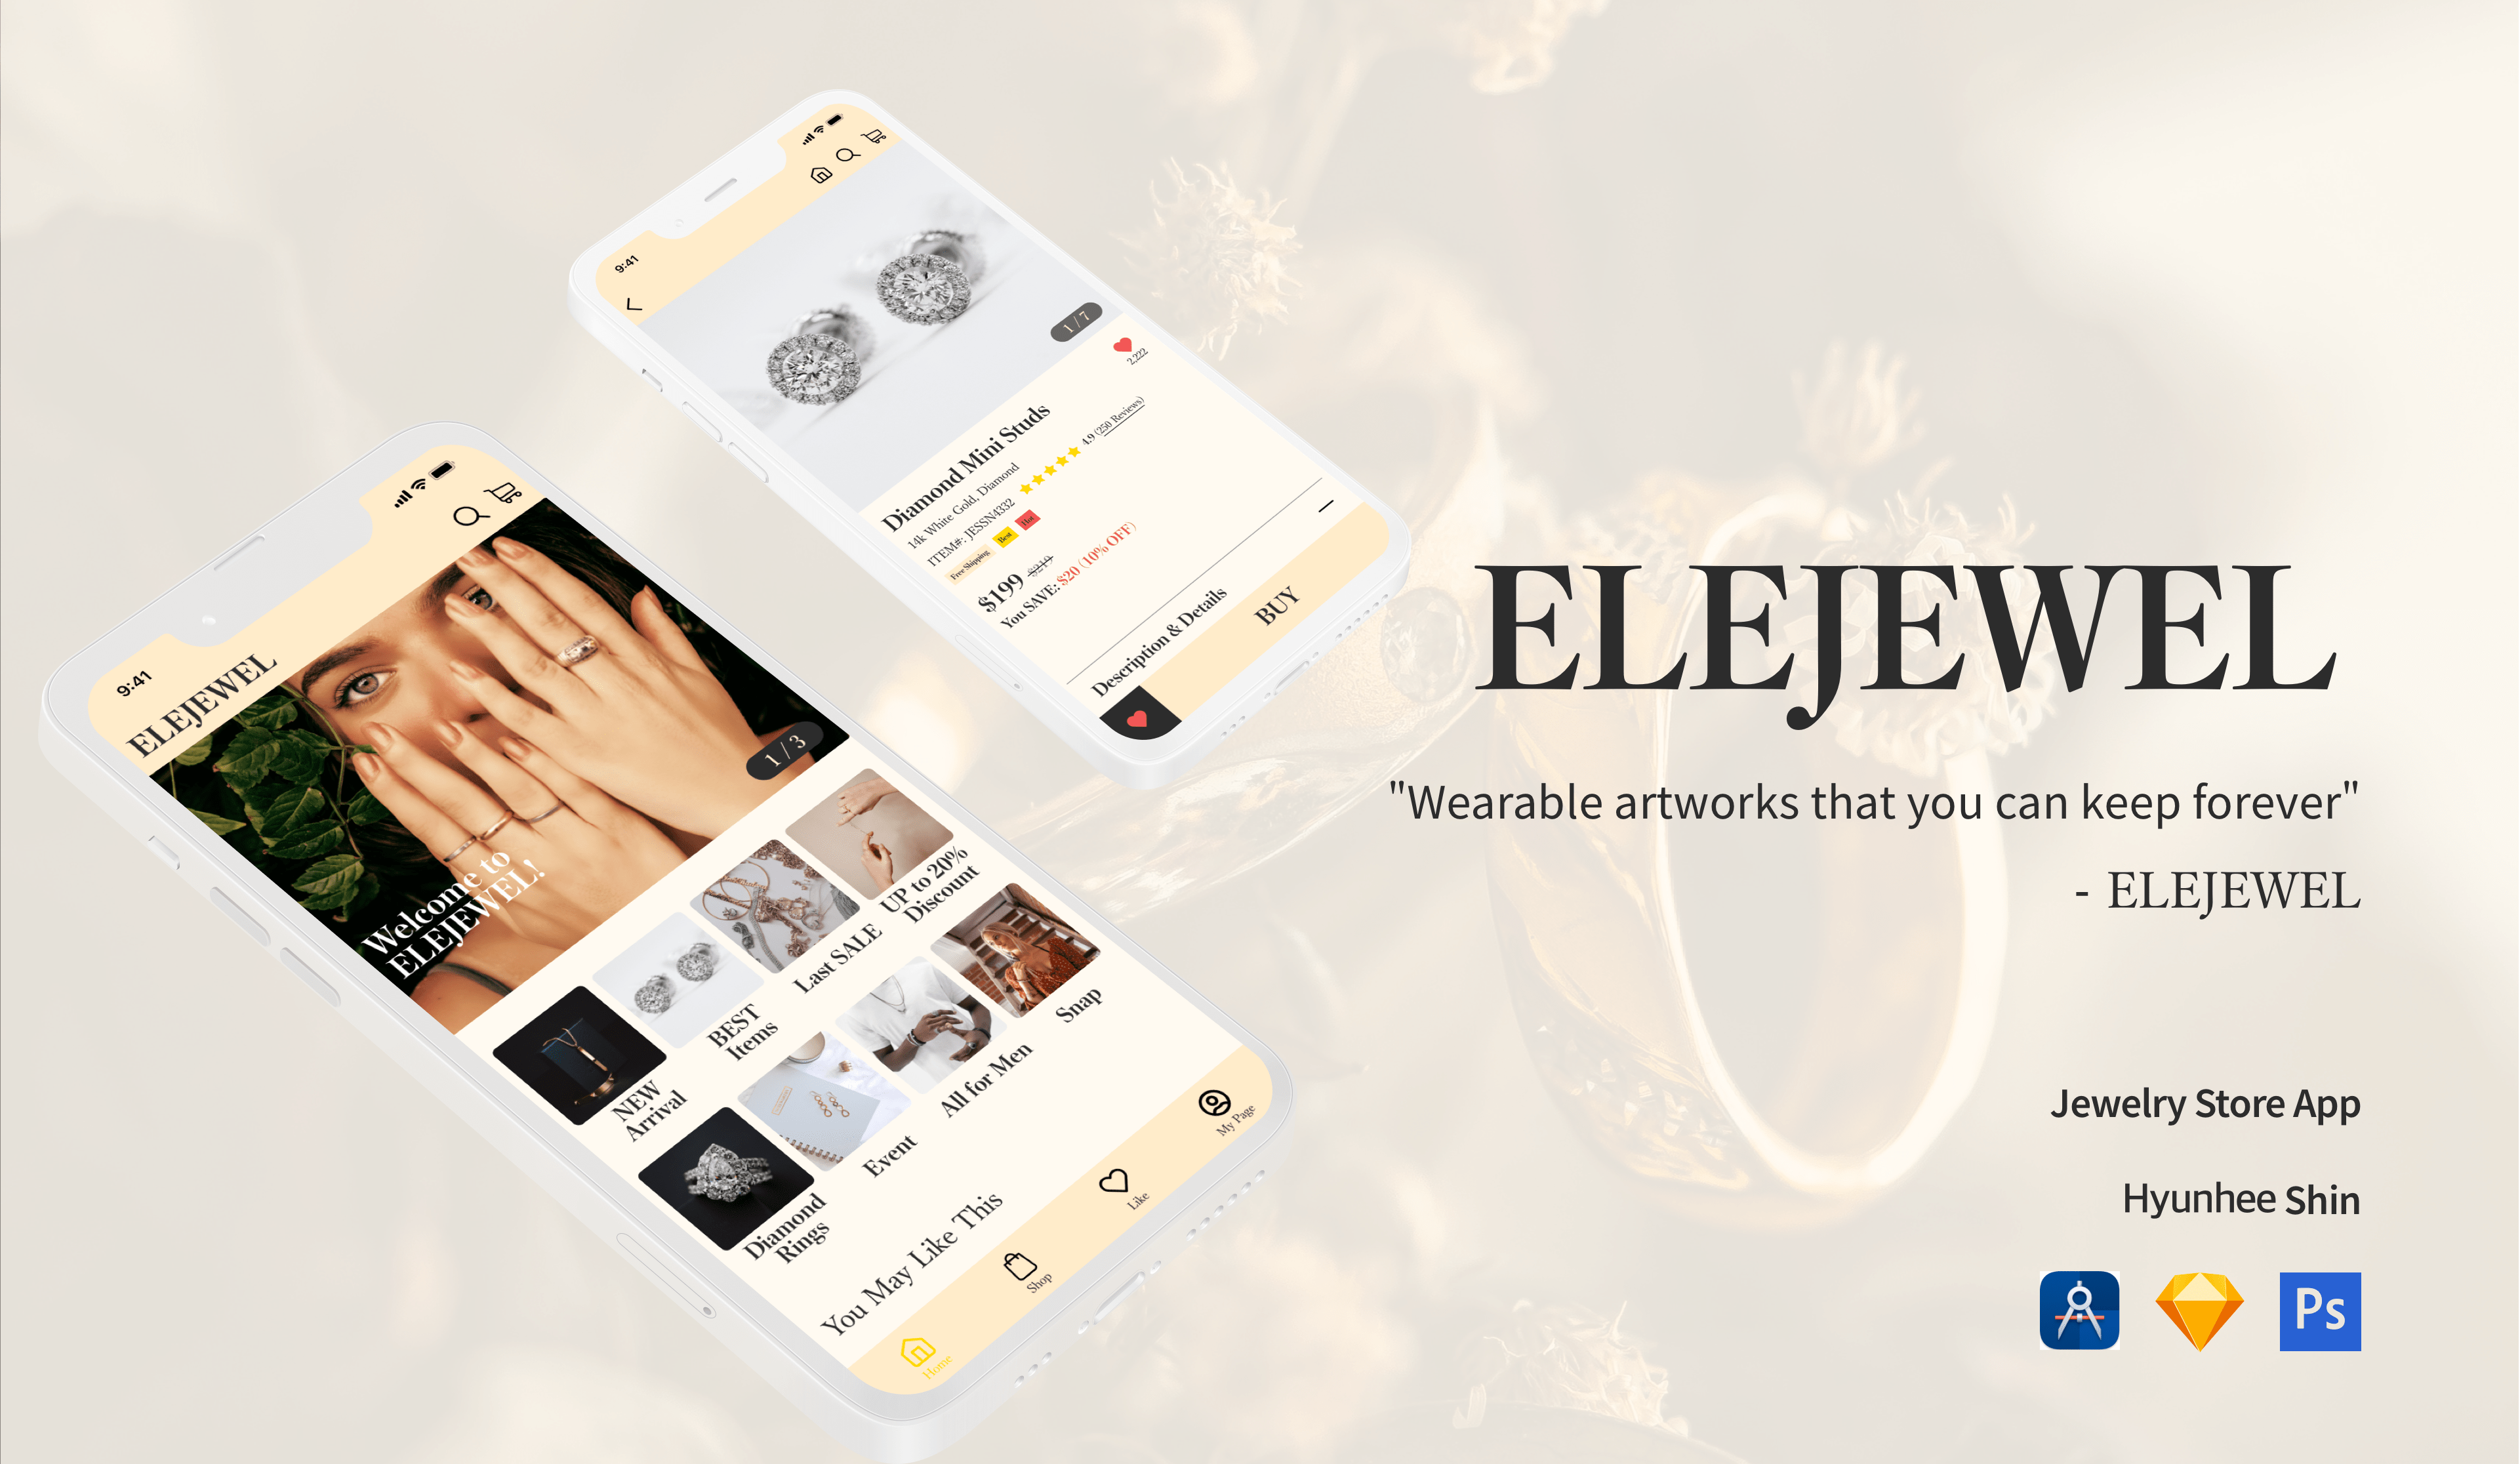 9:41
1 / 7
2,222
Diamond Mini Studs
14k White Gold, Diamond
ITEM#: JESSN4332
4.9 (250 Reviews)
Free Shipping
Best
Hot
$199 $219
You SAVE: $20 (10% OFF)
Description & Details
BUY
9:41
ELEJEWEL
1 / 3
Welcome to
ELEJEWEL!
NEW
Arrival
BEST
Items
Last SALE
UP to 20%
Discount
Diamond
Rings
Event
All for Men
Snap
You May Like This
Home
Shop
Like
My Page
ELEJEWEL
"Wearable artworks that you can keep forever"
- ELEJEWEL
Jewelry Store App
Hyunhee Shin
Ps